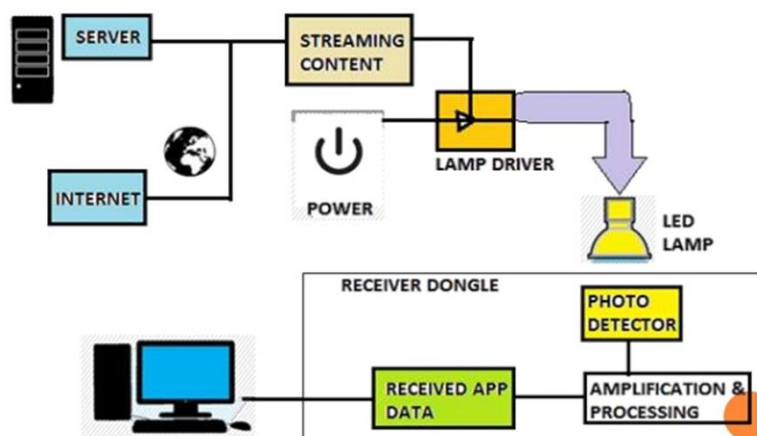 SERVER
STREAMING
CONTENT
INTERNET
POWER
LAMP DRIVER
LED
LAMP
RECEIVER DONGLE
PHOTO
DETECTOR
RECEIVED APP
DATA
AMPLIFICATION &
PROCESSING